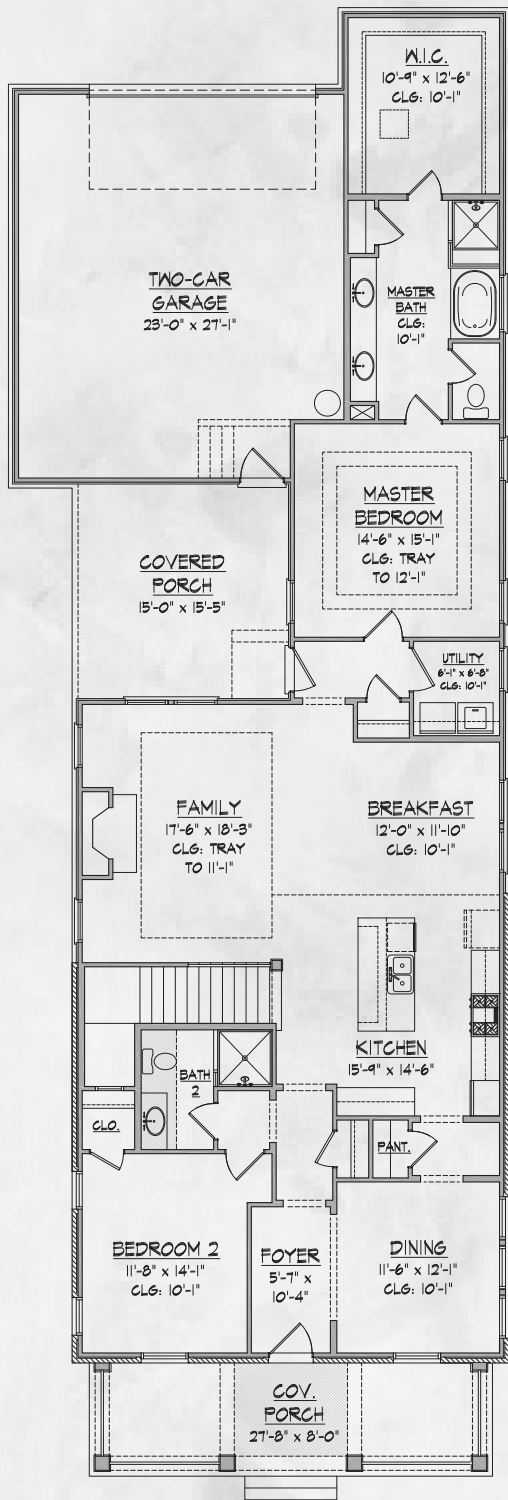 W.I.C.
10'-9" x 12'-6"
CLG: 10'-1"
TWO-CAR
GARAGE
23'-0" x 27'-1"
MASTER
BATH
CLG:
10'-1"
MASTER
BEDROOM
14'-6" x 15'-1"
CLG: TRAY
TO 12'-1"
COVERED
PORCH
15'-0" x 15'-5"
UTILITY
6'-1" x 6'-8"
CLG: 10'-1"
FAMILY
17'-6" x 18'-3"
CLG: TRAY
TO 11'-1"
BREAKFAST
12'-0" x 11'-10"
CLG: 10'-1"
KITCHEN
15'-9" x 14'-6"
BATH
2
CLO.
PANT.
BEDROOM 2
11'-8" x 14'-1"
CLG: 10'-1"
FOYER
5'-7" x
10'-4"
DINING
11'-6" x 12'-1"
CLG: 10'-1"
COV.
PORCH
27'-8" x 8'-0"